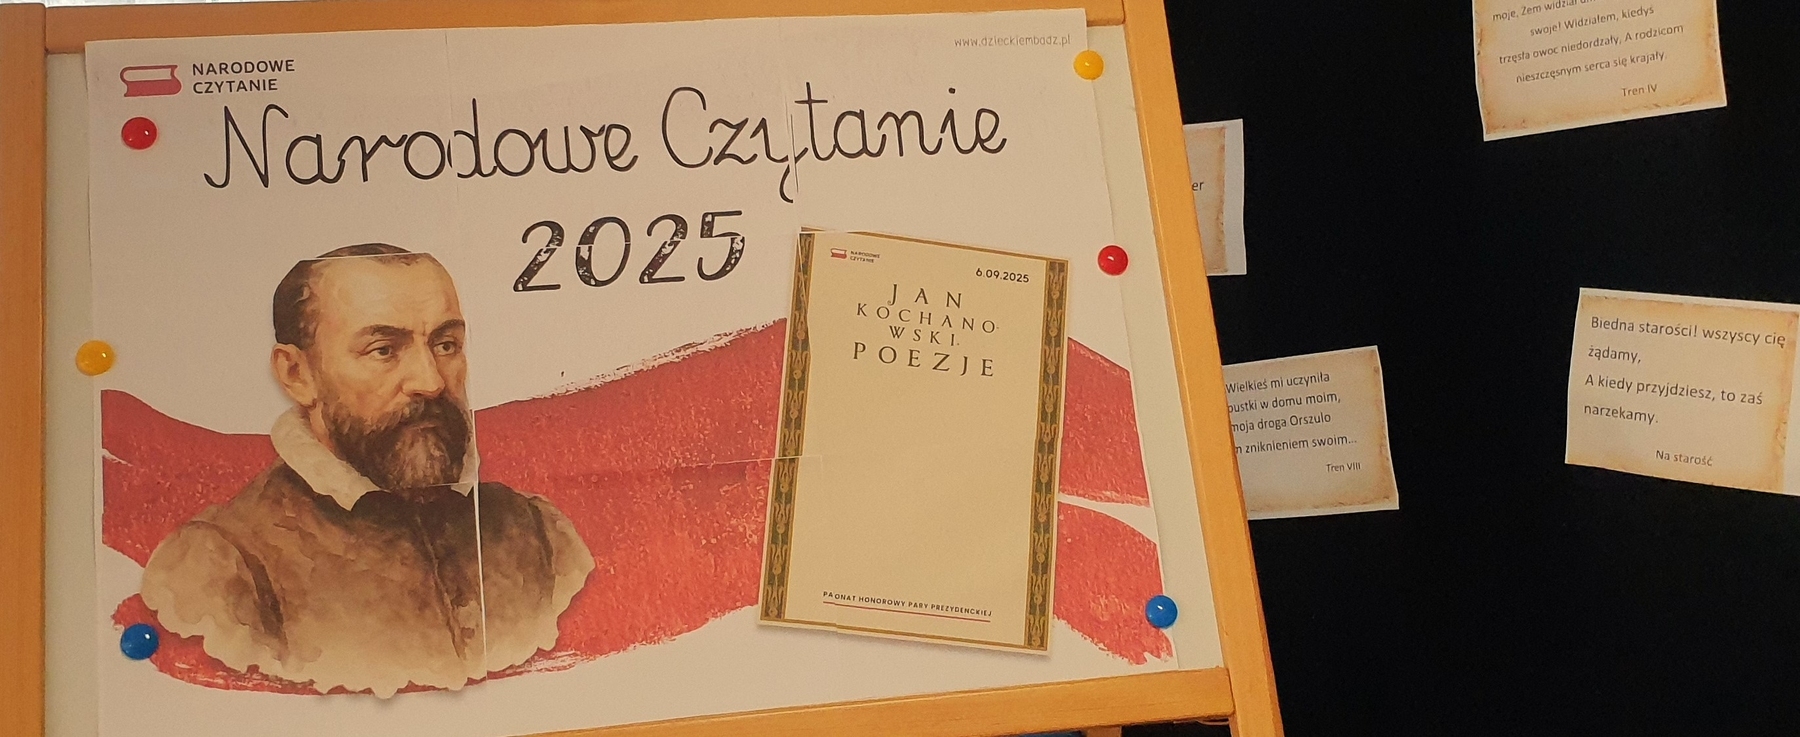 www.dzieckiembadz.pl
NARODOWE
CZYTANIE
Narodowe Czytanie
2025
NARODOWE
CZYTANIE
6.09.2025
JAN
KOCHANO-
WSKI.
POEZJE
PAONAT HONOROWY PARY PREZYDENCKIEJ
moje, Żem widział
swoje! Widziałem, kiedyś
trzęsła owoc niedordzały, A rodzicom
nieszczęsnym serca się krajały.
Tren IV
er
Wielkieś mi uczyniła
pustki w domu moim,
moja droga Orszulo
m zniknieniem swoim...
Tren VIII
Biedna starości! wszyscy cię
żądamy,
A kiedy przyjdziesz, to zaś
narzekamy.
Na starość